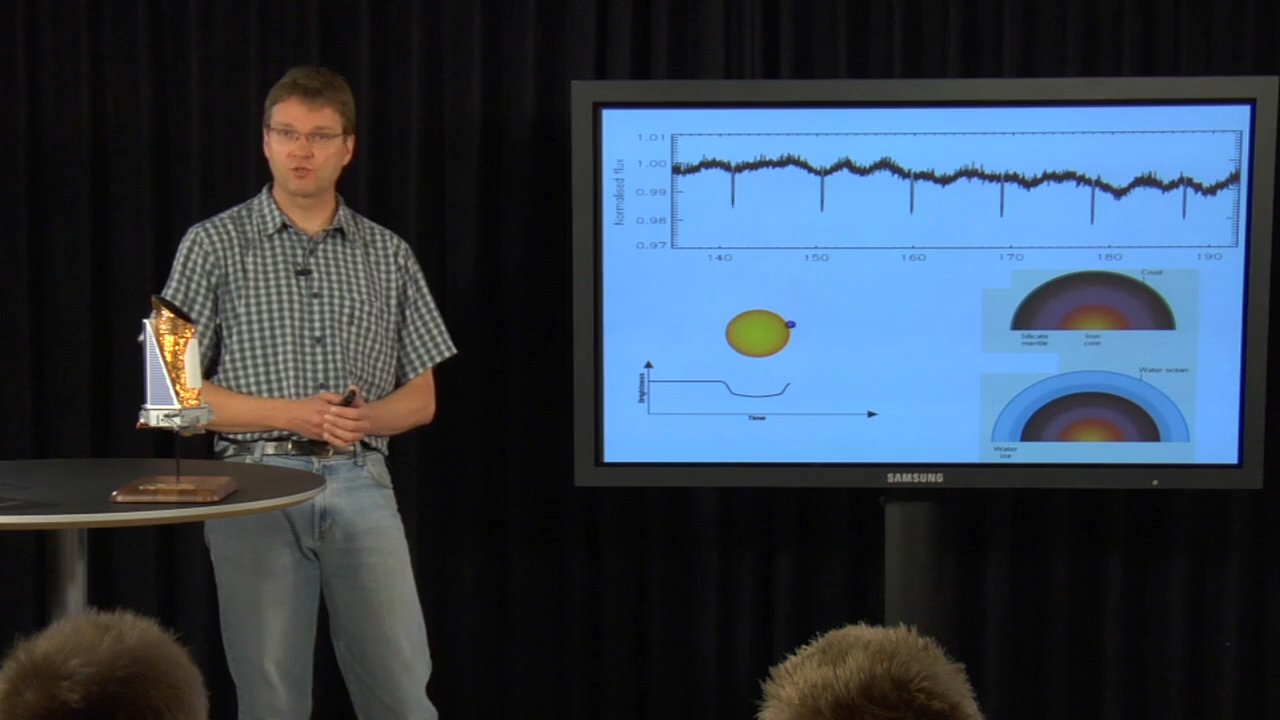 1.01
1.00
0.99
0.98
0.97
Normalised flux
140 150 160 170 180 190
Crust
Silicate mantle
Iron core
Brightness
Time
Water ocean
Water ice
SAMSUNG